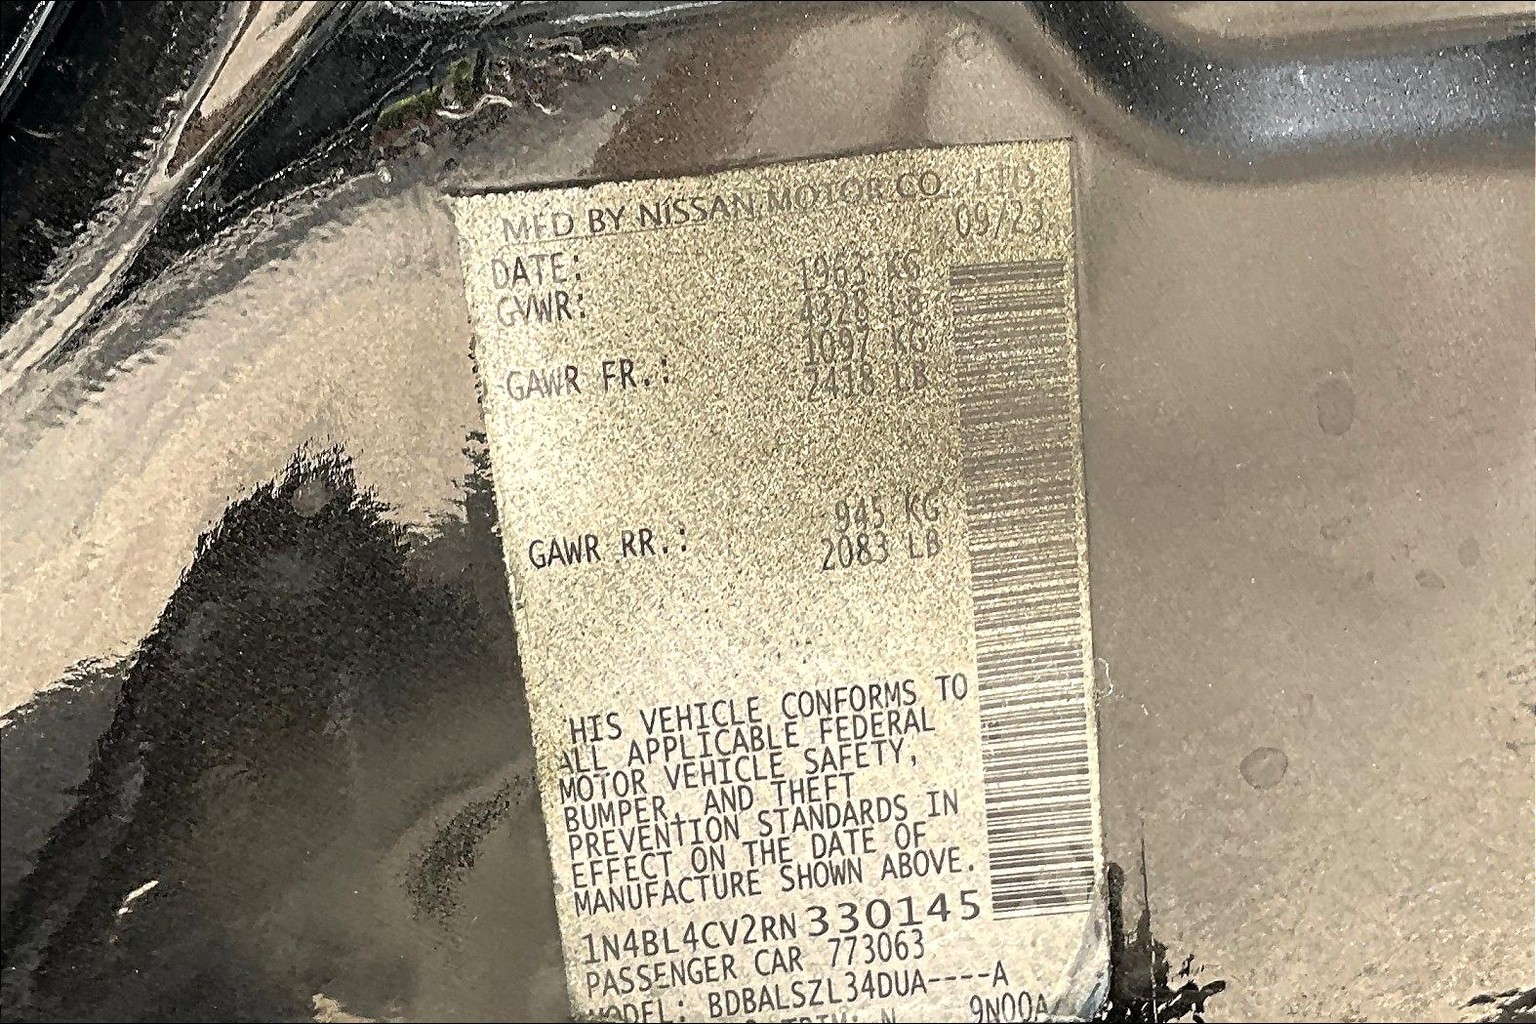 MFD BY NISSAN MOTOR CO., LTD.
DATE: 09/23
GVWR: 1963 KG
4328 LB
GAWR FR.: 1097 KG
2418 LB
GAWR RR.: 945 KG
2083 LB
HIS VEHICLE CONFORMS TO
ALL APPLICABLE FEDERAL
MOTOR VEHICLE SAFETY,
BUMPER, AND THEFT
PREVENTION STANDARDS IN
EFFECT ON THE DATE OF
MANUFACTURE SHOWN ABOVE.
1N4BL4CV2RN330145
PASSENGER CAR 773063
MODEL: BDBALSZL34DUA----A
TRIM: N 9N00A